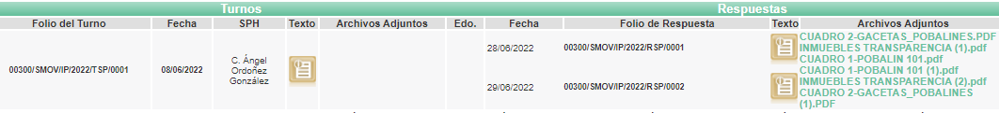 Turnos
Respuestas
Folio del Turno Fecha SPH Texto Archivos Adjuntos Edo. Fecha Folio de Respuesta Texto Archivos Adjuntos
00300/SMOV/IP/2022/TSP/0001 08/06/2022
C. Ángel
Ordoñez
González
28/06/2022 00300/SMOV/IP/2022/RSP/0001
CUADRO 2-GACETAS_POBALINES.PDF
INMUEBLES TRANSPARENCIA (1).pdf
CUADRO 1-POBALIN 101.pdf
29/06/2022 00300/SMOV/IP/2022/RSP/0002
CUADRO 1-POBALIN 101 (1).pdf
INMUEBLES TRANSPARENCIA (2).pdf
CUADRO 2-GACETAS_POBALINES
(1).PDF